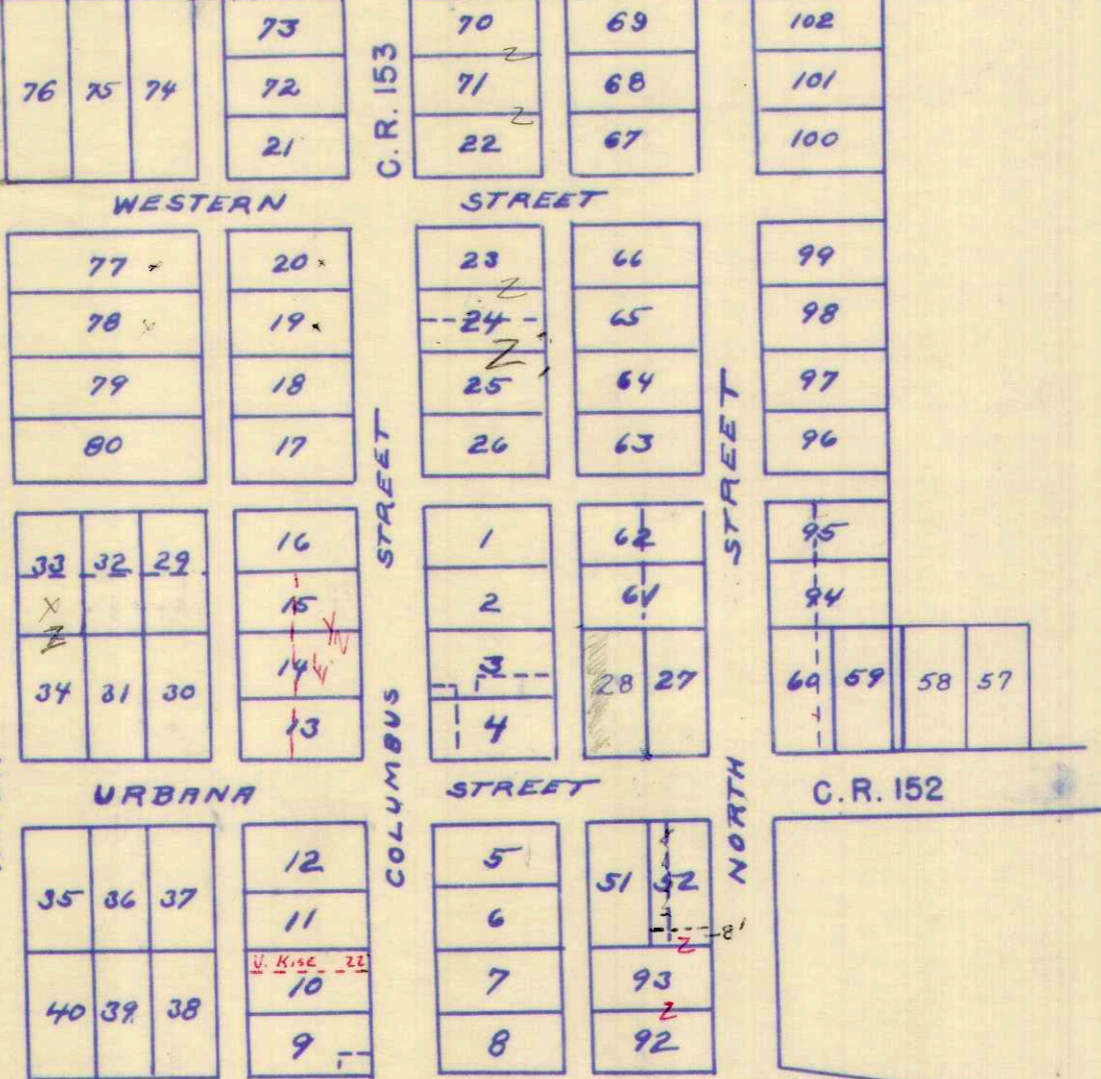 73 70 69 102
76 75 74 72 C.R. 153 71 68 101
21 22 67 100
Z
Z
WESTERN STREET
77 x 20 x 23 66 99
Z
78 x 19 24 65 98
Z
79 18 25 64 97
80 17 26 63 96
STREET
STREET
33 32 29 16 1 62 95
X 15 2 61 94
Z
34 31 30 14 3 28 27 60 59 58 57
13 4
URBANA STREET C.R. 152
COLUMBUS
NORTH
35 36 37 12 5 51 52
11 6 8'
Z
V. Kise 22
40 39 38 10 7 93
Z
9 8 92